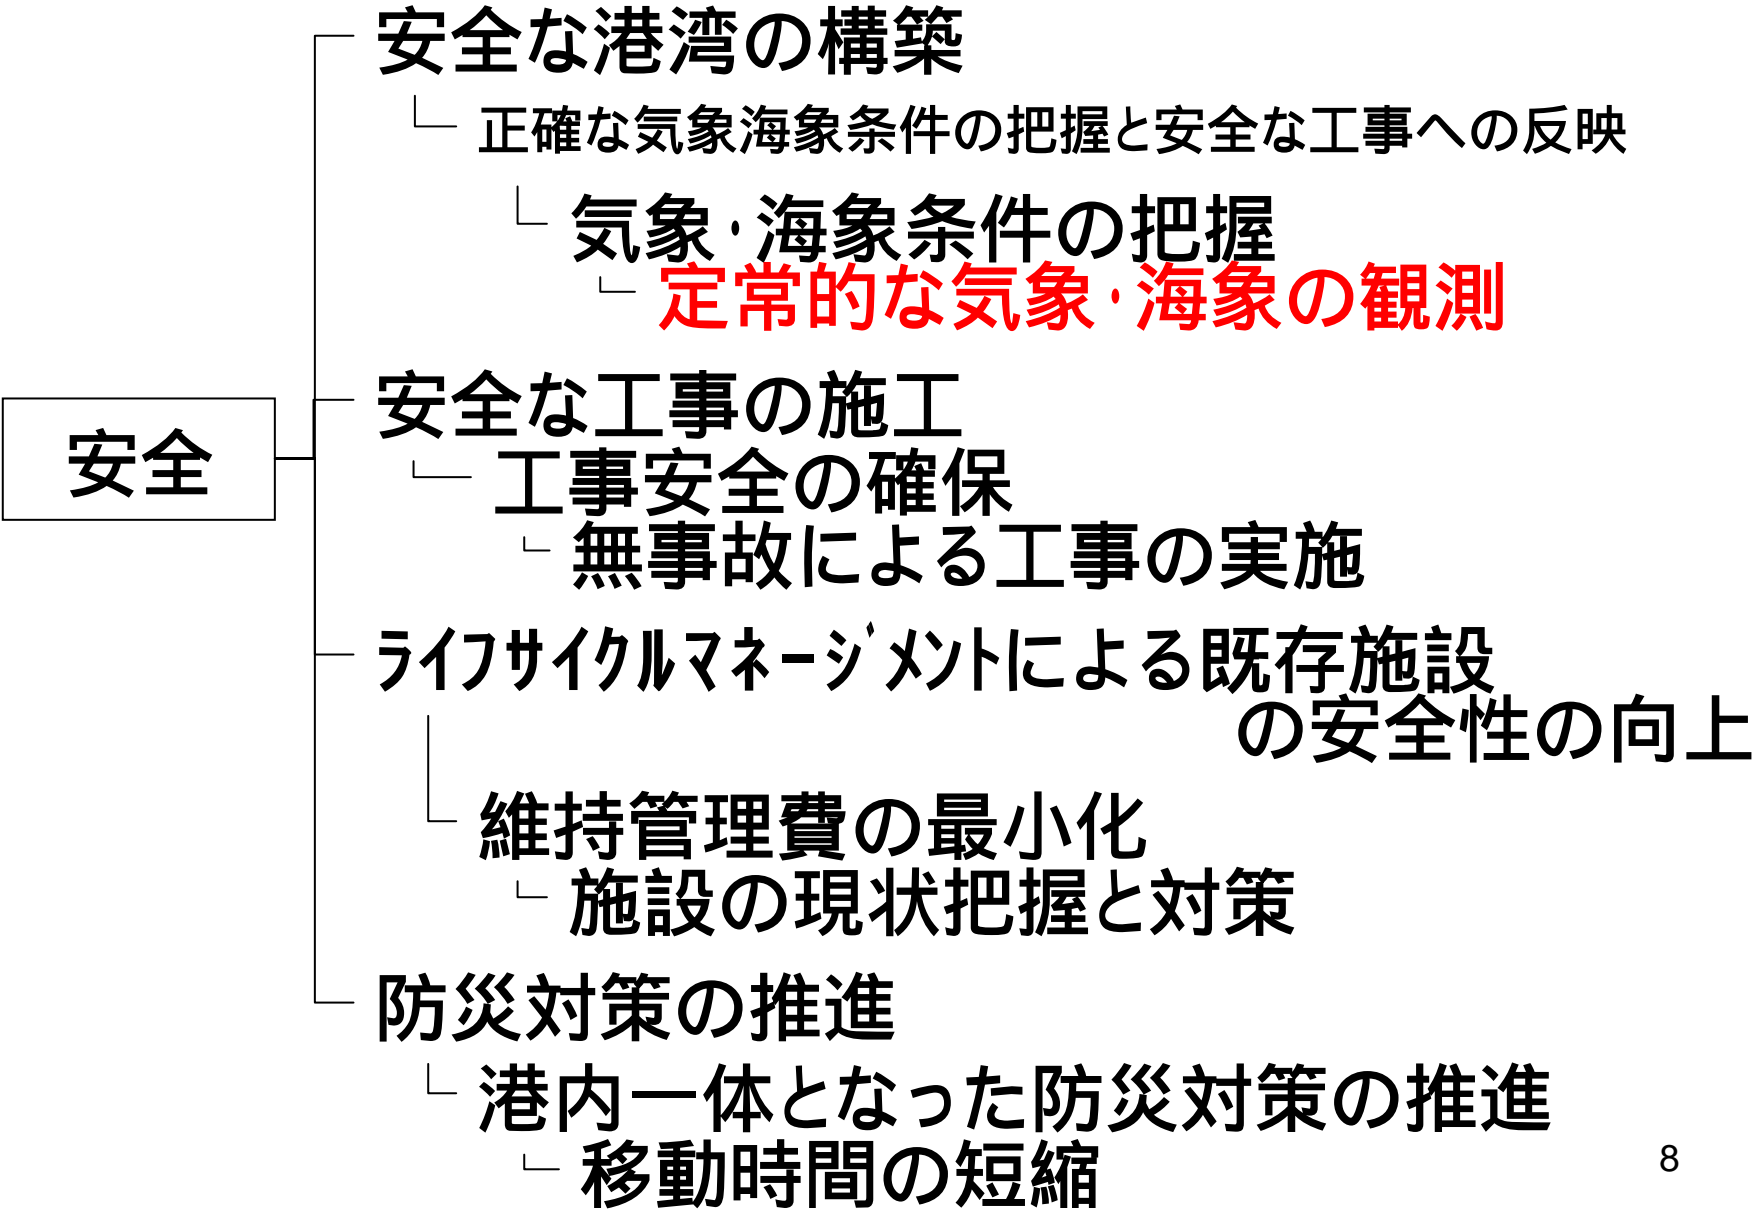 安全な港湾の構築
正確な気象海象条件の把握と安全な工事への反映
気象・海象条件の把握
定常的な気象・海象の観測
安全な工事の施工
安全
工事安全の確保
無事故による工事の実施
ﾗｲﾌｻｲｸﾙﾏﾈｰｼﾞﾒﾝﾄによる既存施設
の安全性の向上
維持管理費の最小化
施設の現状把握と対策
防災対策の推進
港内一体となった防災対策の推進
移動時間の短縮
8